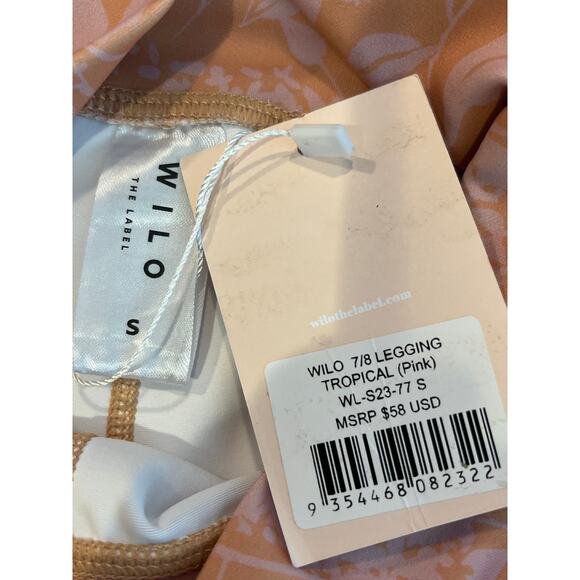 WILO
THE LABEL
S
wilothelabel.com
WILO 7/8 LEGGING
TROPICAL (Pink)
WL-S23-77 S
MSRP $58 USD
9 354468 082322